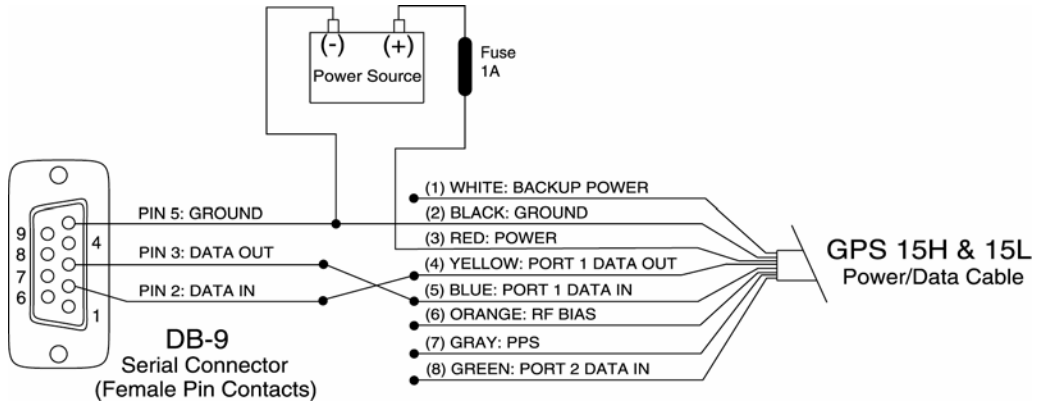 (-) (+)
Power Source
Fuse
1A
(1) WHITE: BACKUP POWER
PIN 5: GROUND
(2) BLACK: GROUND
(3) RED: POWER
PIN 3: DATA OUT
(4) YELLOW: PORT 1 DATA OUT
PIN 2: DATA IN
(5) BLUE: PORT 1 DATA IN
(6) ORANGE: RF BIAS
(7) GRAY: PPS
(8) GREEN: PORT 2 DATA IN
9
8
7
6
4
1
DB-9
Serial Connector
(Female Pin Contacts)
GPS 15H & 15L
Power/Data Cable